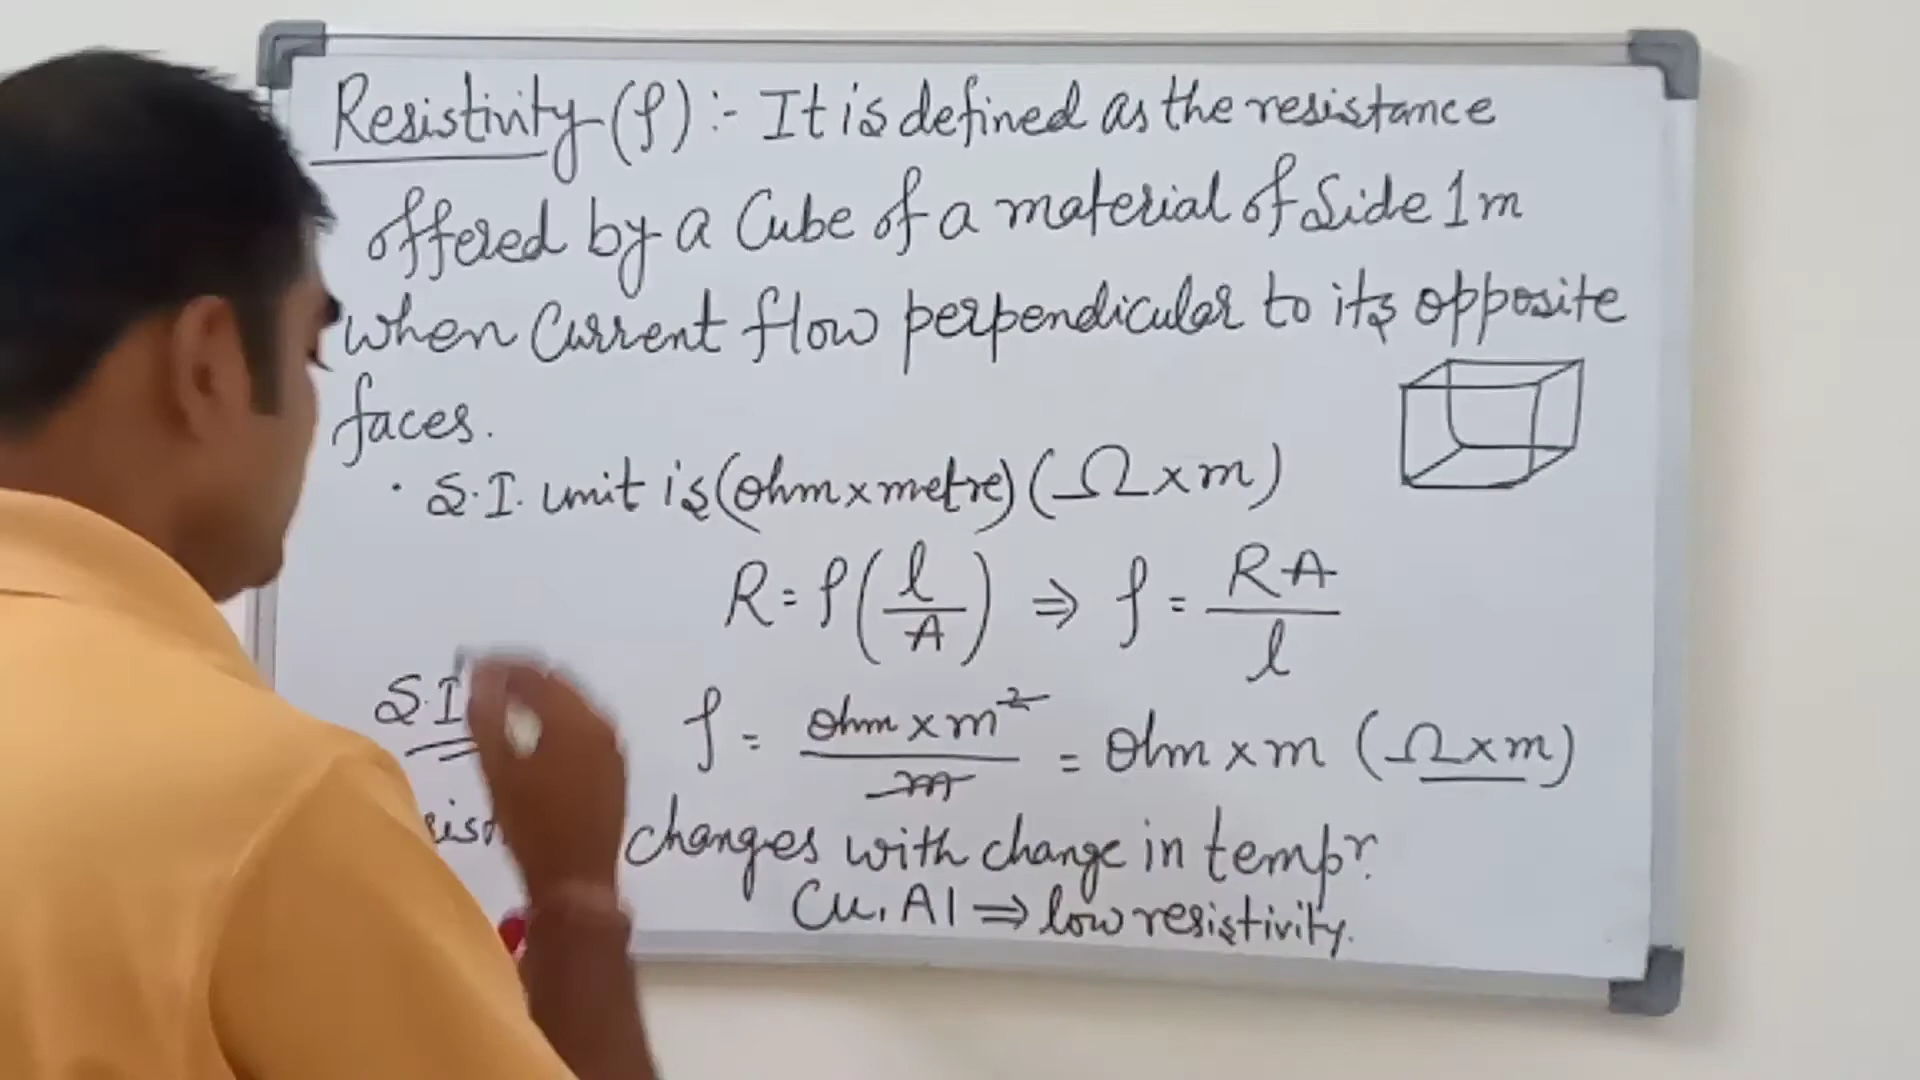 Resistivity (ρ) :- It is defined as the resistance
offered by a Cube of a material of Side 1m
when Current flow perpendicular to its opposite
faces.
· S.I. unit is (ohm x metre) (Ω x m)
R = ρ(l/A) ⇒ ρ = RA/l
S.I ρ = ohm x m²/m = ohm x m (Ω x m)
changes with change in tempr.
Cu, Al ⇒ low resistivity.